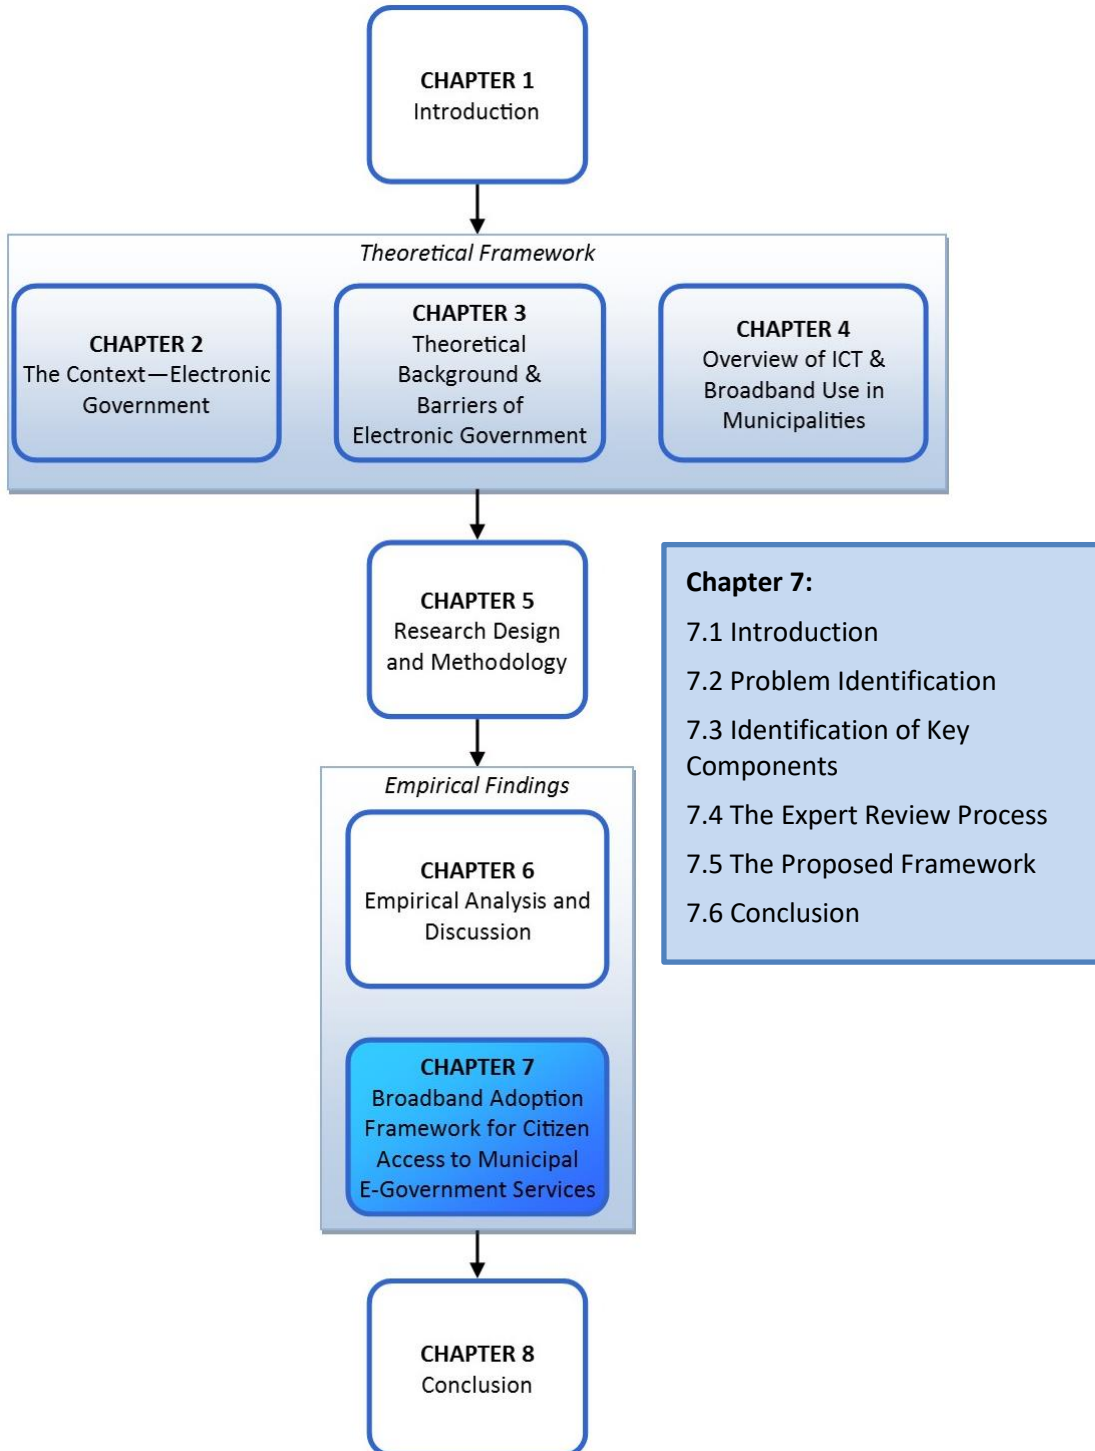 CHAPTER 1
Introduction
Theoretical Framework
CHAPTER 2
The Context—Electronic
Government
CHAPTER 3
Theoretical
Background &
Barriers of
Electronic Government
CHAPTER 4
Overview of ICT &
Broadband Use in
Municipalities
CHAPTER 5
Research Design
and Methodology
Chapter 7:
7.1 Introduction
7.2 Problem Identification
7.3 Identification of Key
Components
7.4 The Expert Review Process
7.5 The Proposed Framework
7.6 Conclusion
Empirical Findings
CHAPTER 6
Empirical Analysis and
Discussion
CHAPTER 7
Broadband Adoption
Framework for Citizen
Access to Municipal
E-Government Services
CHAPTER 8
Conclusion